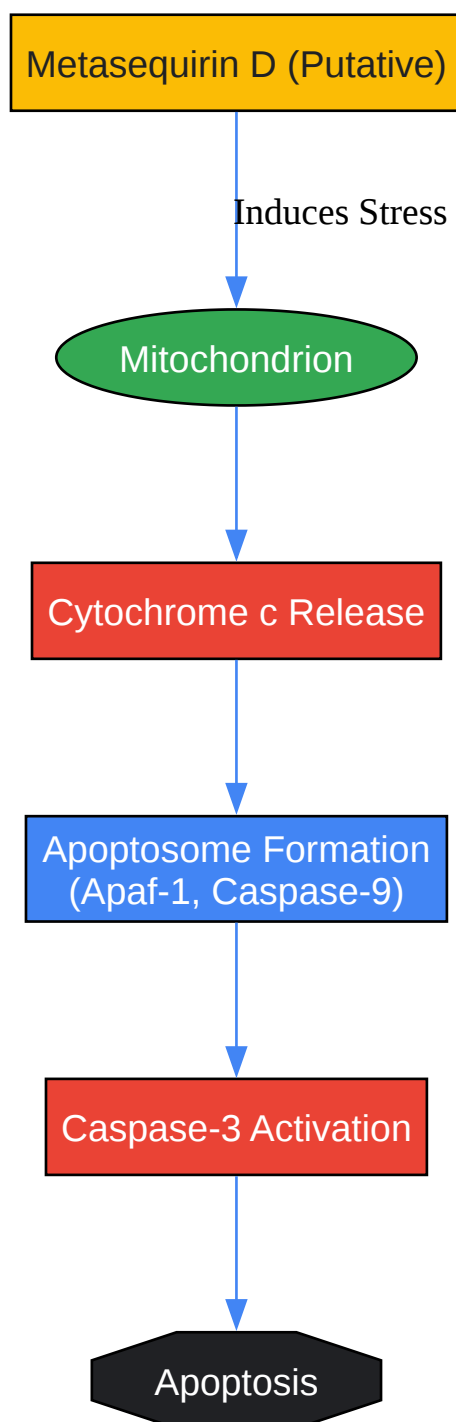 Metasequirin D (Putative)
Induces Stress
Mitochondrion
Cytochrome c Release
Apoptosome Formation
(Apaf-1, Caspase-9)
Caspase-3 Activation
Apoptosis